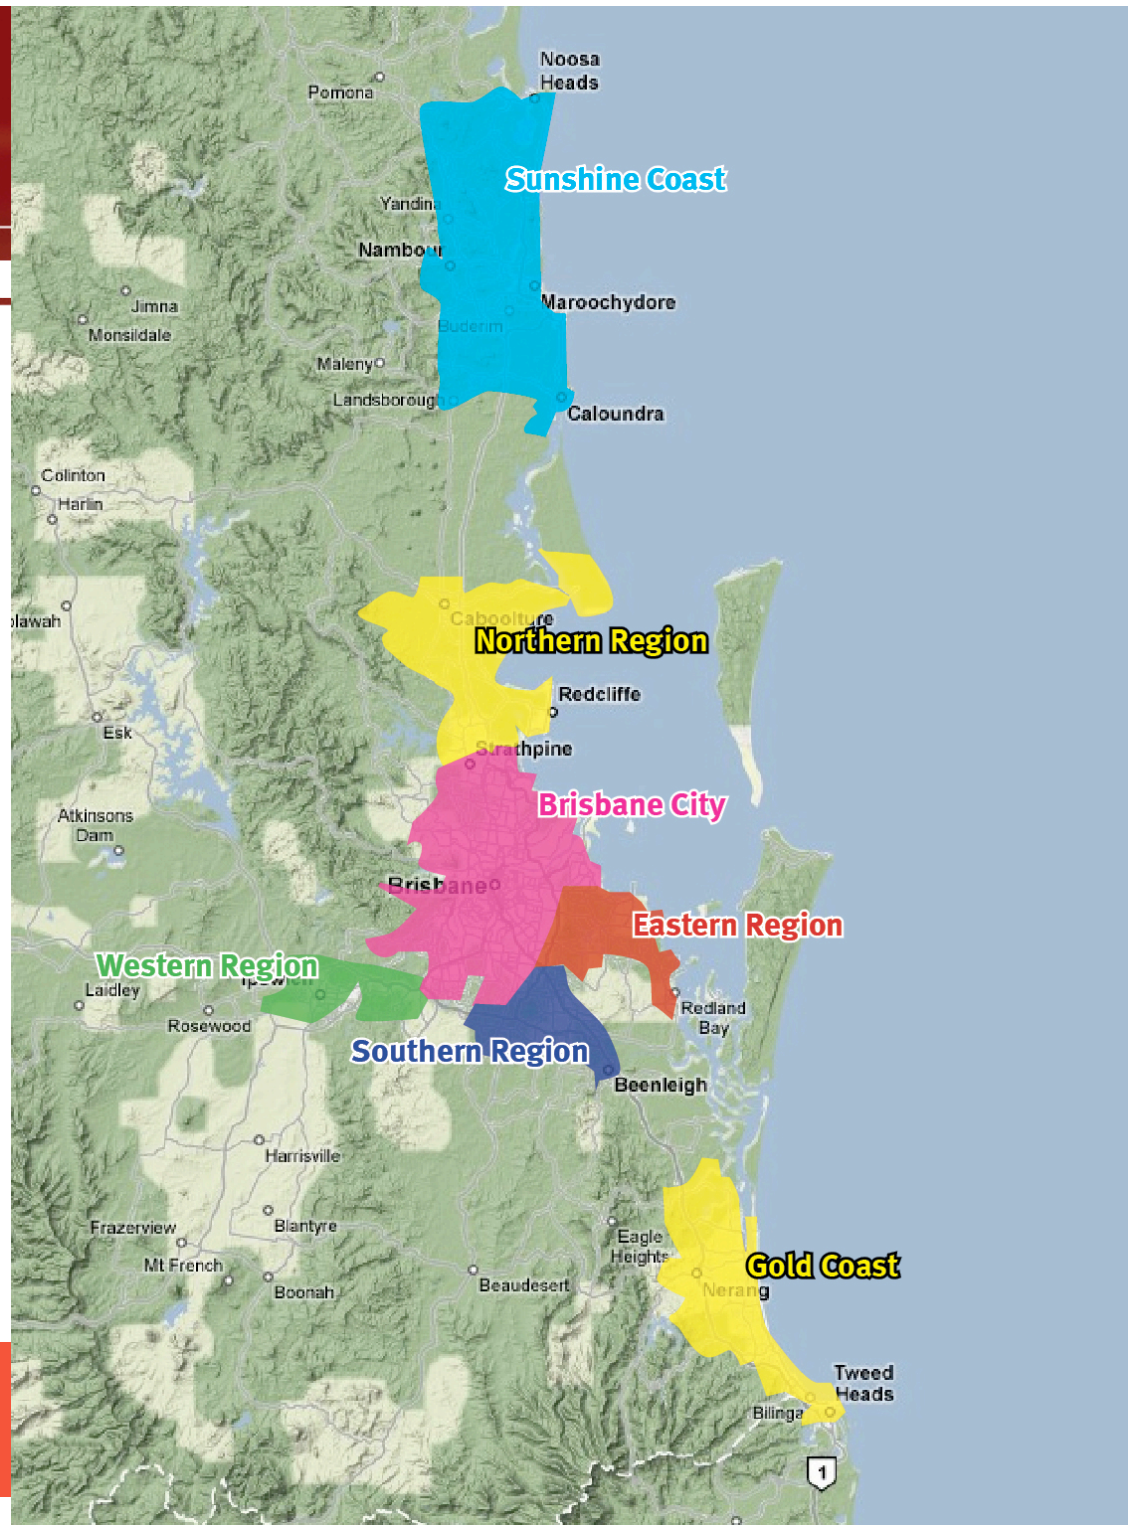 Noosa
Heads
Pomona
Sunshine Coast
Yandina
Nambour
Jimna
Maroochydore
Monsildale
Buderim
Maleny
Landsborough
Caloundra
Colinton
Harlin
Caboolture
olawah
Northern Region
Redcliffe
Esk
Strathpine
Brisbane City
Atkinsons
Dam
Brisbane
Eastern Region
Western Region
Ipswich
Laidley
Redland
Bay
Rosewood
Southern Region
Beenleigh
Harrisville
Frazerview
Blantyre
Eagle
Heights
Mt French
Gold Coast
Boonah
Beaudesert
Nerang
Tweed
Heads
Bilinga
1